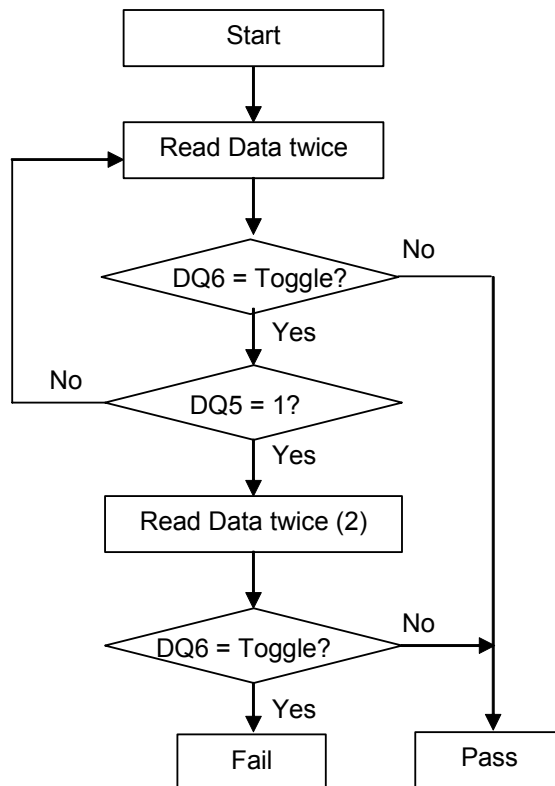 Start
Read Data twice
No
DQ6 = Toggle?
Yes
No
DQ5 = 1?
Yes
Read Data twice (2)
No
DQ6 = Toggle?
Yes
Fail
Pass